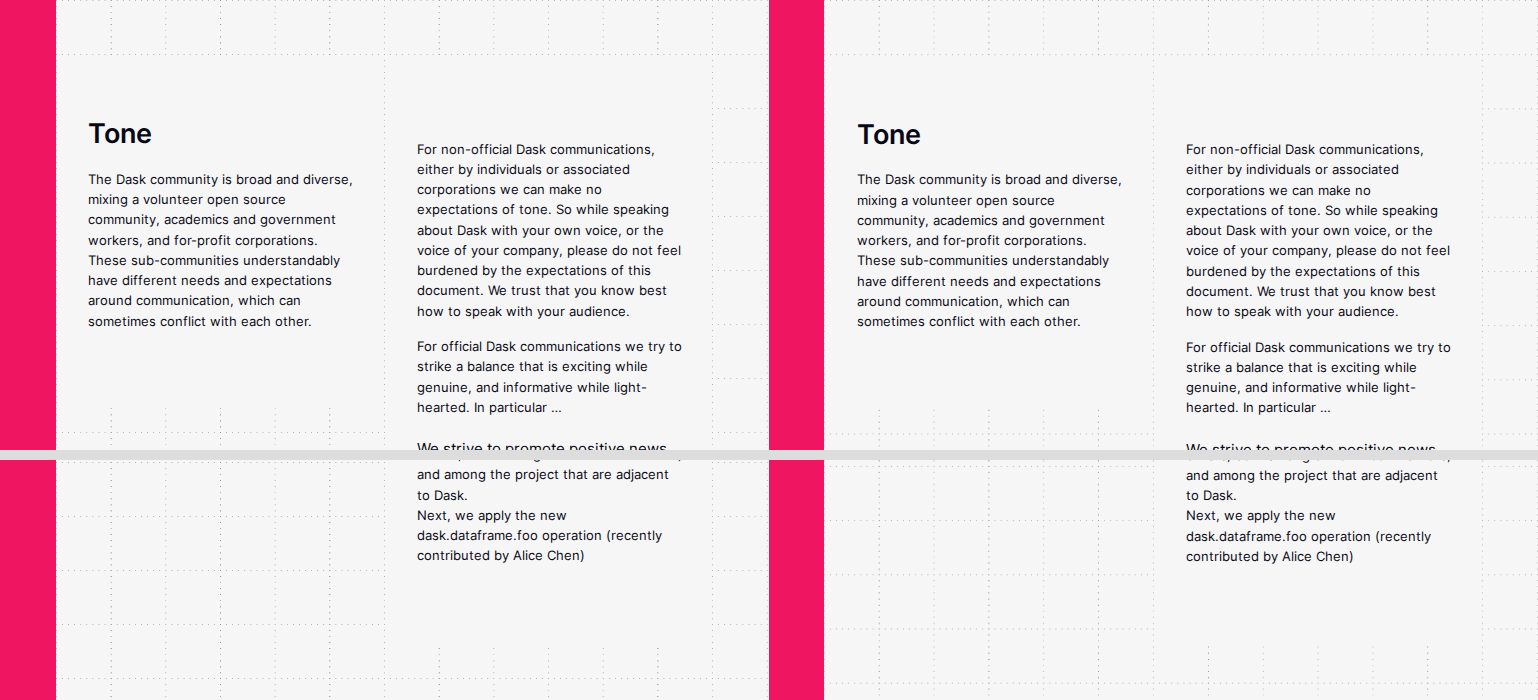 Tone
The Dask community is broad and diverse,
mixing a volunteer open source
community, academics and government
workers, and for-profit corporations.
These sub-communities understandably
have different needs and expectations
around communication, which can
sometimes conflict with each other.
For non-official Dask communications,
either by individuals or associated
corporations we can make no
expectations of tone. So while speaking
about Dask with your own voice, or the
voice of your company, please do not feel
burdened by the expectations of this
document. We trust that you know best
how to speak with your audience.
For official Dask communications we try to
strike a balance that is exciting while
genuine, and informative while light-
hearted. In particular ...
We strive to promote positive news
and among the project that are adjacent
to Dask.
Next, we apply the new
dask.dataframe.foo operation (recently
contributed by Alice Chen)
Tone
The Dask community is broad and diverse,
mixing a volunteer open source
community, academics and government
workers, and for-profit corporations.
These sub-communities understandably
have different needs and expectations
around communication, which can
sometimes conflict with each other.
For non-official Dask communications,
either by individuals or associated
corporations we can make no
expectations of tone. So while speaking
about Dask with your own voice, or the
voice of your company, please do not feel
burdened by the expectations of this
document. We trust that you know best
how to speak with your audience.
For official Dask communications we try to
strike a balance that is exciting while
genuine, and informative while light-
hearted. In particular ...
We strive to promote positive news
and among the project that are adjacent
to Dask.
Next, we apply the new
dask.dataframe.foo operation (recently
contributed by Alice Chen)